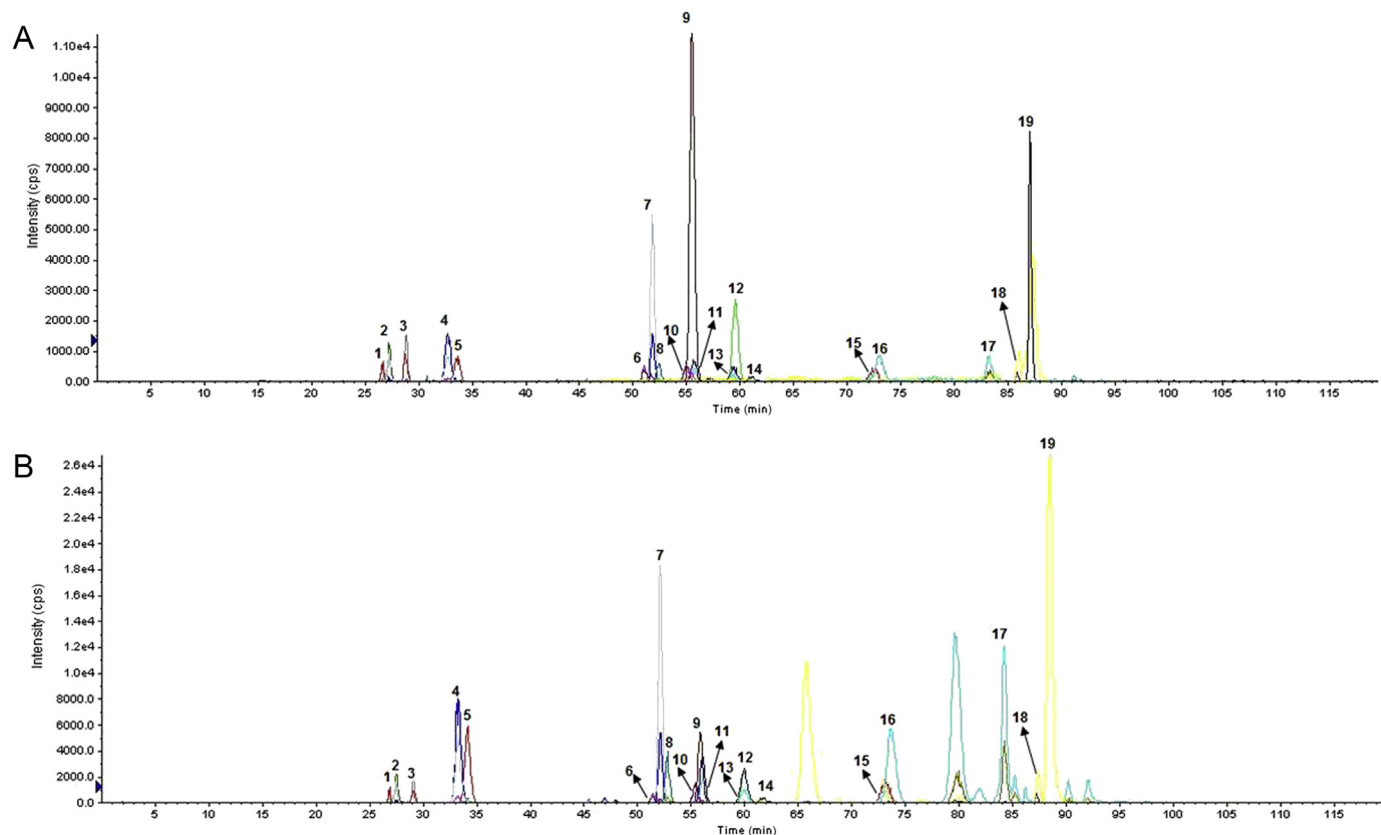 A
9
1.10e4
1.00e4
9000.00
8000.00
7000.00
6000.00
5000.00
4000.00
3000.00
2000.00
1000.00
0.00
Intensity (cps)
1 2 3 4 5 6 7 8 10 11 12 13 14 15 16 17 18 19
5 10 15 20 25 30 35 40 45 50 55 60 65 70 75 80 85 90 95 100 105 110 115
Time (min)
B
19
2.6e4
2.4e4
2.2e4
2.0e4
1.8e4
1.6e4
1.4e4
1.2e4
1.0e4
8000.0
6000.0
4000.0
2000.0
0.0
Intensity (cps)
1 2 3 4 5 6 7 8 9 10 11 12 13 14 15 16 17 18
5 10 15 20 25 30 35 40 45 50 55 60 65 70 75 80 85 90 95 100 105 110 115
Time (min)